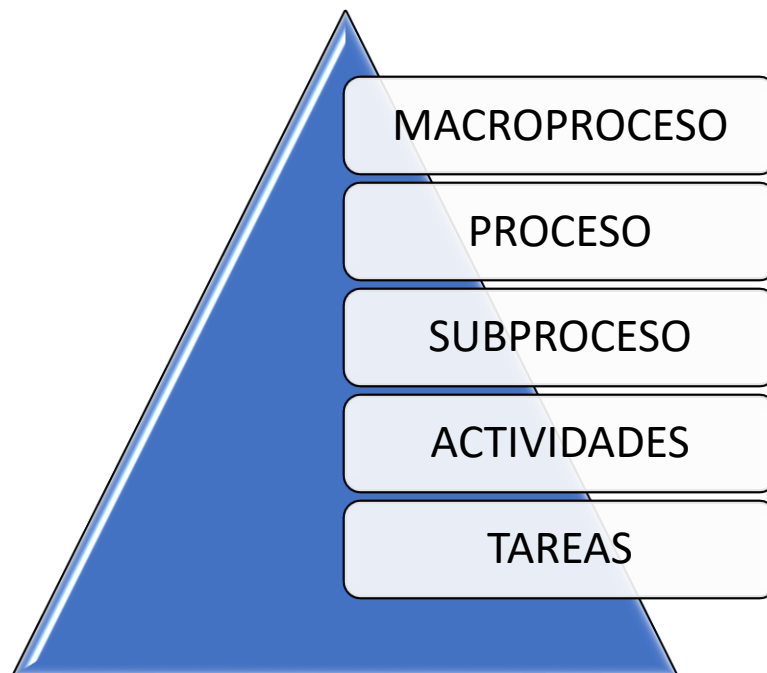 MACROPROCESO
PROCESO
SUBPROCESO
ACTIVIDADES
TAREAS